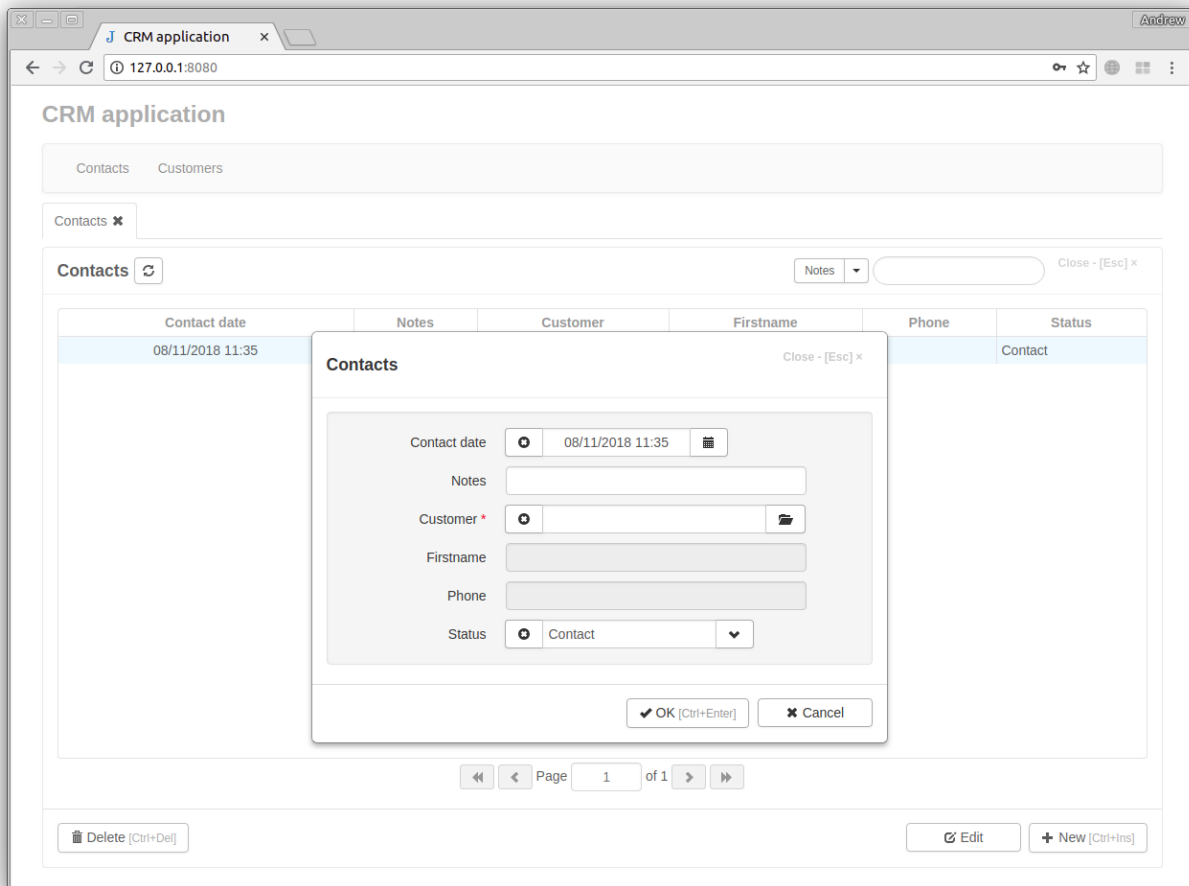 Andrew
CRM application
127.0.0.1:8080
CRM application
Contacts Customers
Contacts
Contacts Notes Close - [Esc] ×
Contact date Notes Customer Firstname Phone Status
08/11/2018 11:35 Contact
Contacts Close - [Esc] ×
Contact date 08/11/2018 11:35
Notes
Customer *
Firstname
Phone
Status Contact
OK [Ctrl+Enter] Cancel
Page 1 of 1
Delete [Ctrl+Del] Edit New [Ctrl+Ins]